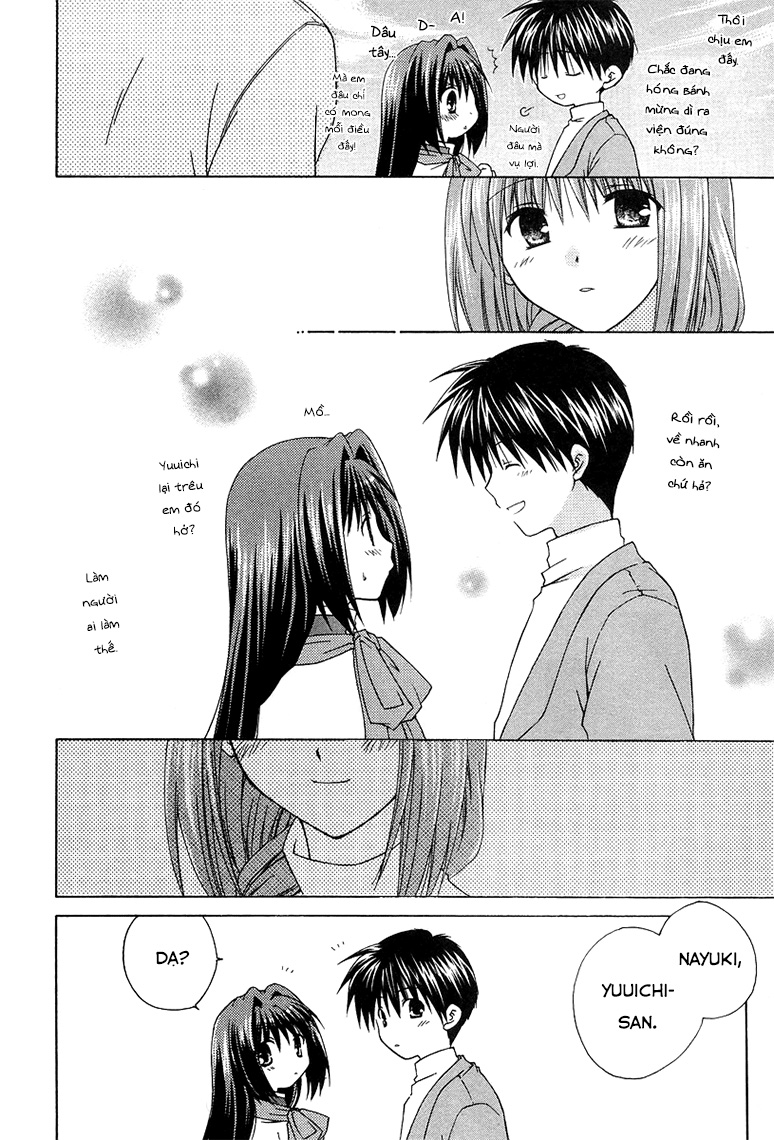 Thôi
chịu em
đấy.
Chắc đang
hóng bánh
mừng dì ra
viện đúng
không?
A!
D-
Dâu
tây...
Người
đâu mà
vụ lợi.
Mà em
đâu chỉ
có mong
mỗi điều
đấy!
Rồi rồi,
về nhanh
còn ăn
chứ hả?
Mồ...
Yuuichi
lại trêu
em đó
hở?
Làm
người
ai làm
thế.
NAYUKI,
YUUICHI-
SAN.
DẠ?